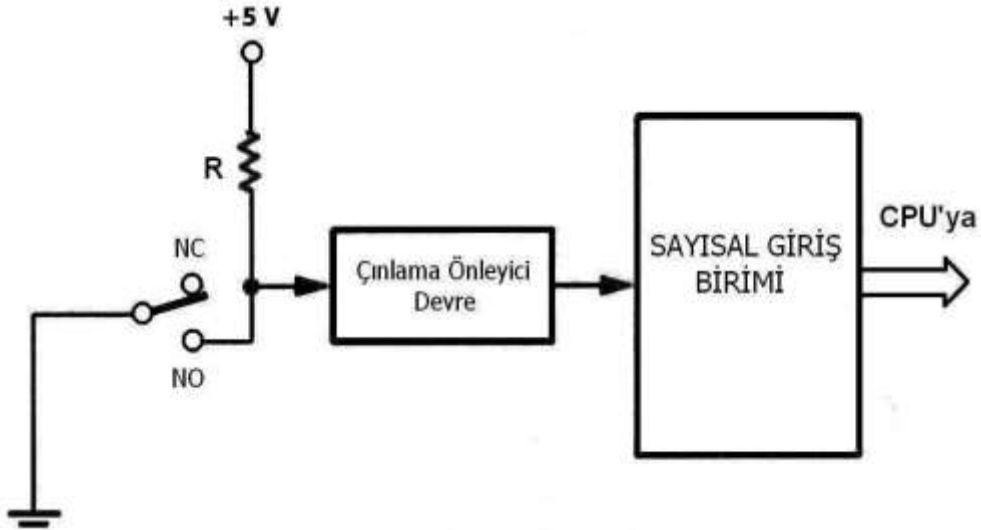 +5 V
R
NC
NO
Çınlama Önleyici
Devre
SAYISAL GİRİŞ
BİRİMİ
CPU'ya